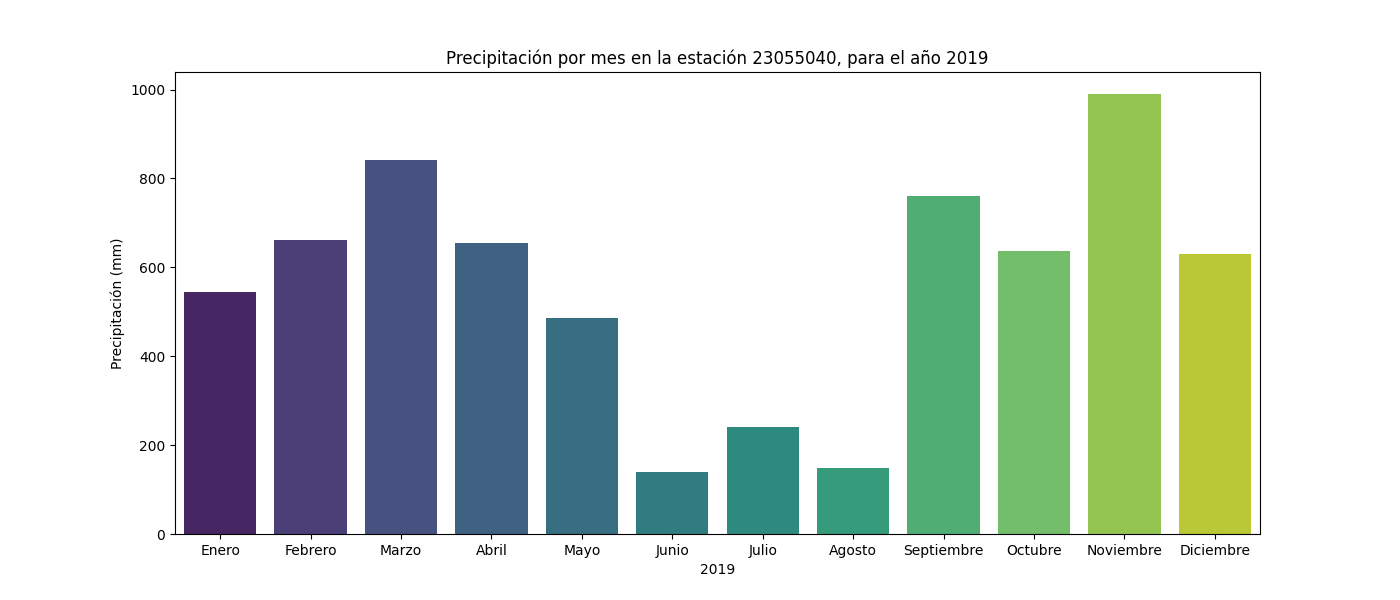 Precipitación por mes en la estación 23055040, para el año 2019
Precipitación (mm)
1000
800
600
400
200
0
Enero Febrero Marzo Abril Mayo Junio Julio Agosto Septiembre Octubre Noviembre Diciembre
2019